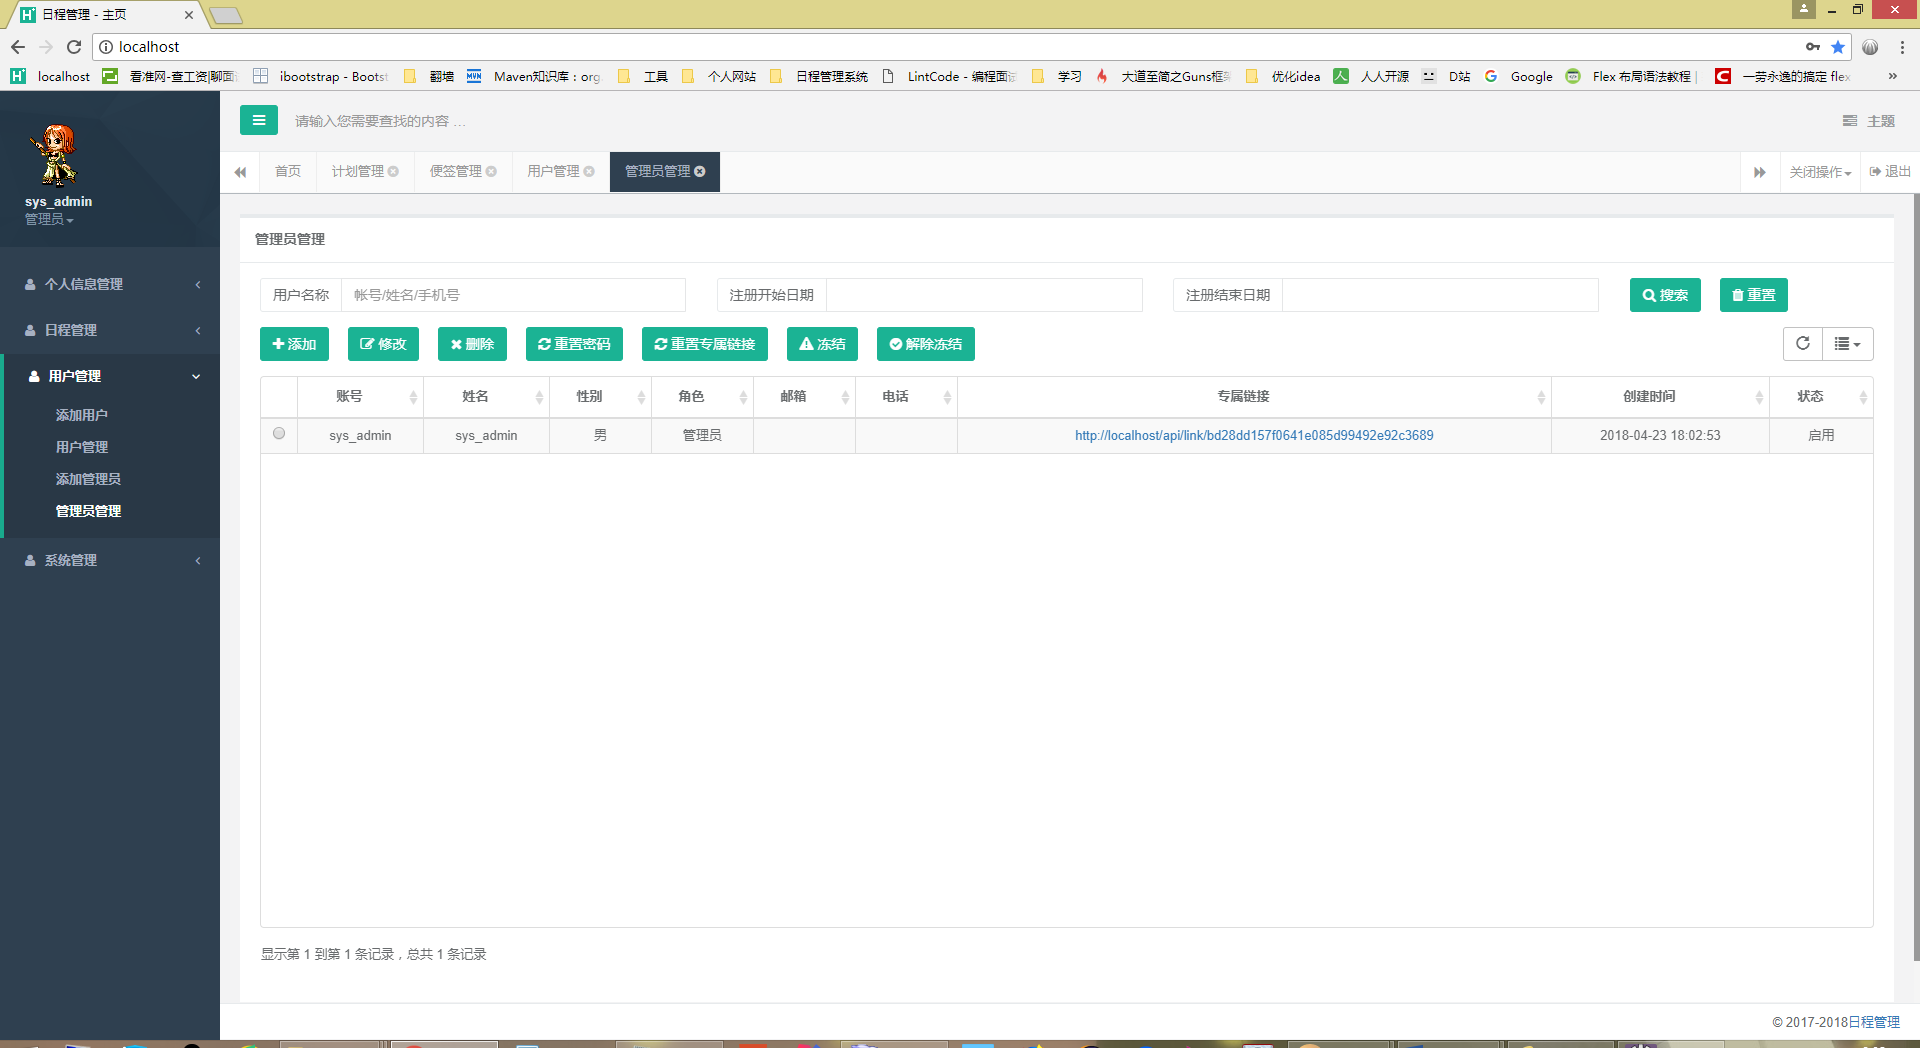 日程管理 - 主页
localhost
localhost 看准网-查工资|聊面 ibootstrap - Bootst 翻墙 Maven知识库：org 工具 个人网站 日程管理系统 LintCode - 编程面试 学习 大道至简之Guns框架 优化idea 人人开源 D站 Google Flex 布局语法教程 | 一劳永逸的搞定 flex
sys_admin
管理员
个人信息管理
日程管理
用户管理
添加用户
用户管理
添加管理员
管理员管理
系统管理
请输入您需要查找的内容 …
主题
首页 计划管理 便签管理 用户管理 管理员管理 关闭操作 退出
管理员管理
用户名称 帐号/姓名/手机号 注册开始日期 注册结束日期 搜索 重置
添加 修改 删除 重置密码 重置专属链接 冻结 解除冻结
账号 姓名 性别 角色 邮箱 电话 专属链接 创建时间 状态
sys_admin sys_admin 男 管理员 http://localhost/api/link/bd28dd157f0641e085d99492e92c3689 2018-04-23 18:02:53 启用
显示第 1 到第 1 条记录，总共 1 条记录
© 2017-2018日程管理